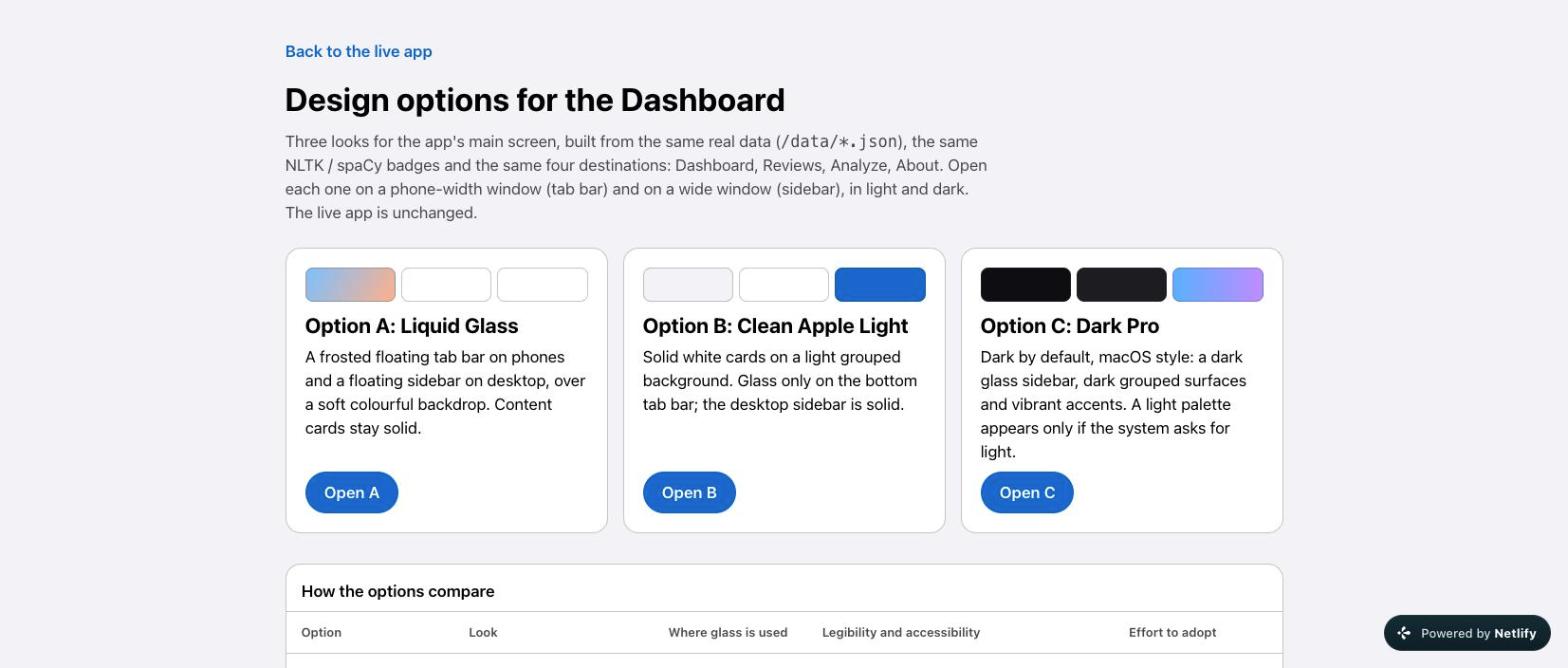 Back to the live app
Design options for the Dashboard
Three looks for the app's main screen, built from the same real data (/data/*.json), the same
NLTK / spaCy badges and the same four destinations: Dashboard, Reviews, Analyze, About. Open
each one on a phone-width window (tab bar) and on a wide window (sidebar), in light and dark.
The live app is unchanged.
Option A: Liquid Glass
A frosted floating tab bar on phones
and a floating sidebar on desktop, over
a soft colourful backdrop. Content
cards stay solid.
Open A
Option B: Clean Apple Light
Solid white cards on a light grouped
background. Glass only on the bottom
tab bar; the desktop sidebar is solid.
Open B
Option C: Dark Pro
Dark by default, macOS style: a dark
glass sidebar, dark grouped surfaces
and vibrant accents. A light palette
appears only if the system asks for
light.
Open C
How the options compare
Option Look Where glass is used Legibility and accessibility Effort to adopt
Powered by Netlify